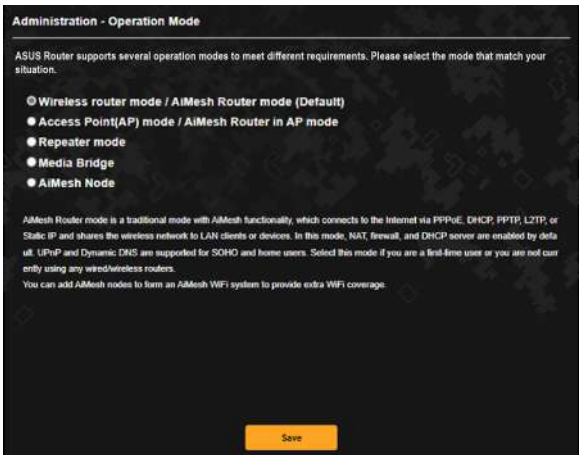 Administration - Operation Mode
ASUS Router supports several operation modes to meet different requirements. Please select the mode that match your
situation.
Wireless router mode / AiMesh Router mode (Default)
Access Point(AP) mode / AiMesh Router in AP mode
Repeater mode
Media Bridge
AiMesh Node
AiMesh Router mode is a traditional mode with AiMesh functionality, which connects to the Internet via PPPoE, DHCP, PPTP, L2TP, or
Static IP and shares the wireless network to LAN clients or devices. In this mode, NAT, firewall, and DHCP server are enabled by defa
ult. UPnP and Dynamic DNS are supported for SOHO and home users. Select this mode if you are a first-time user or you are not curr
ently using any wired/wireless routers.
You can add AiMesh nodes to form an AiMesh WiFi system to provide extra WiFi coverage.
Save